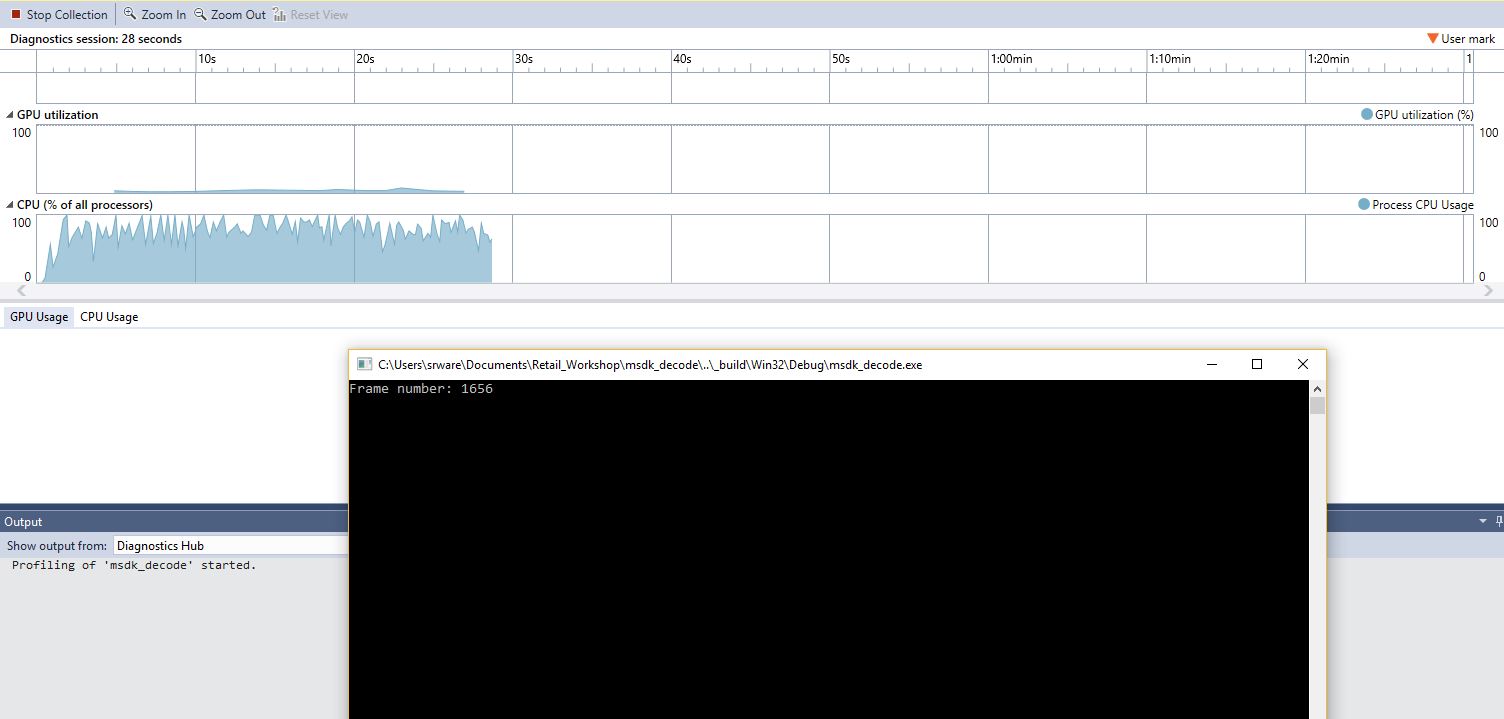 Stop Collection Zoom In Zoom Out Reset View
Diagnostics session: 28 seconds User mark
10s 20s 30s 40s 50s 1:00min 1:10min 1:20min 1
GPU utilization GPU utilization (%)
100 100
CPU (% of all processors) Process CPU Usage
100 100
0 0
GPU Usage CPU Usage
C:\Users\srware\Documents\Retail_Workshop\msdk_decode\..\_build\Win32\Debug\msdk_decode.exe
Frame number: 1656
Output
Show output from: Diagnostics Hub
Profiling of 'msdk_decode' started.